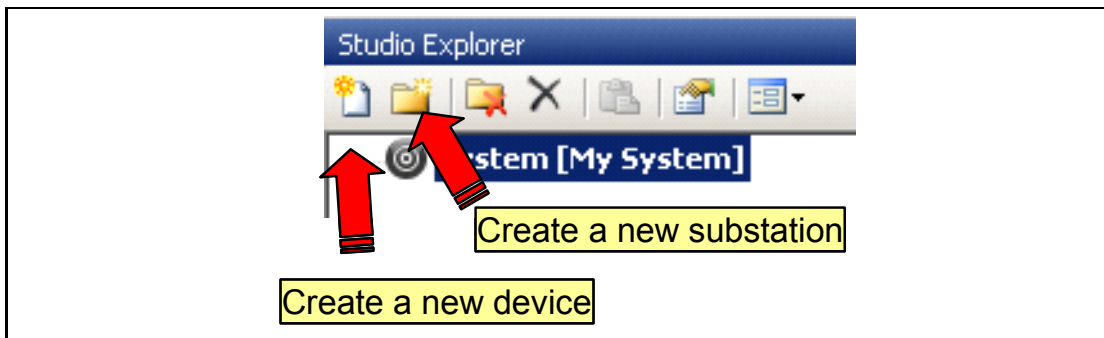 Studio Explorer
stem [My System]
Create a new substation
Create a new device